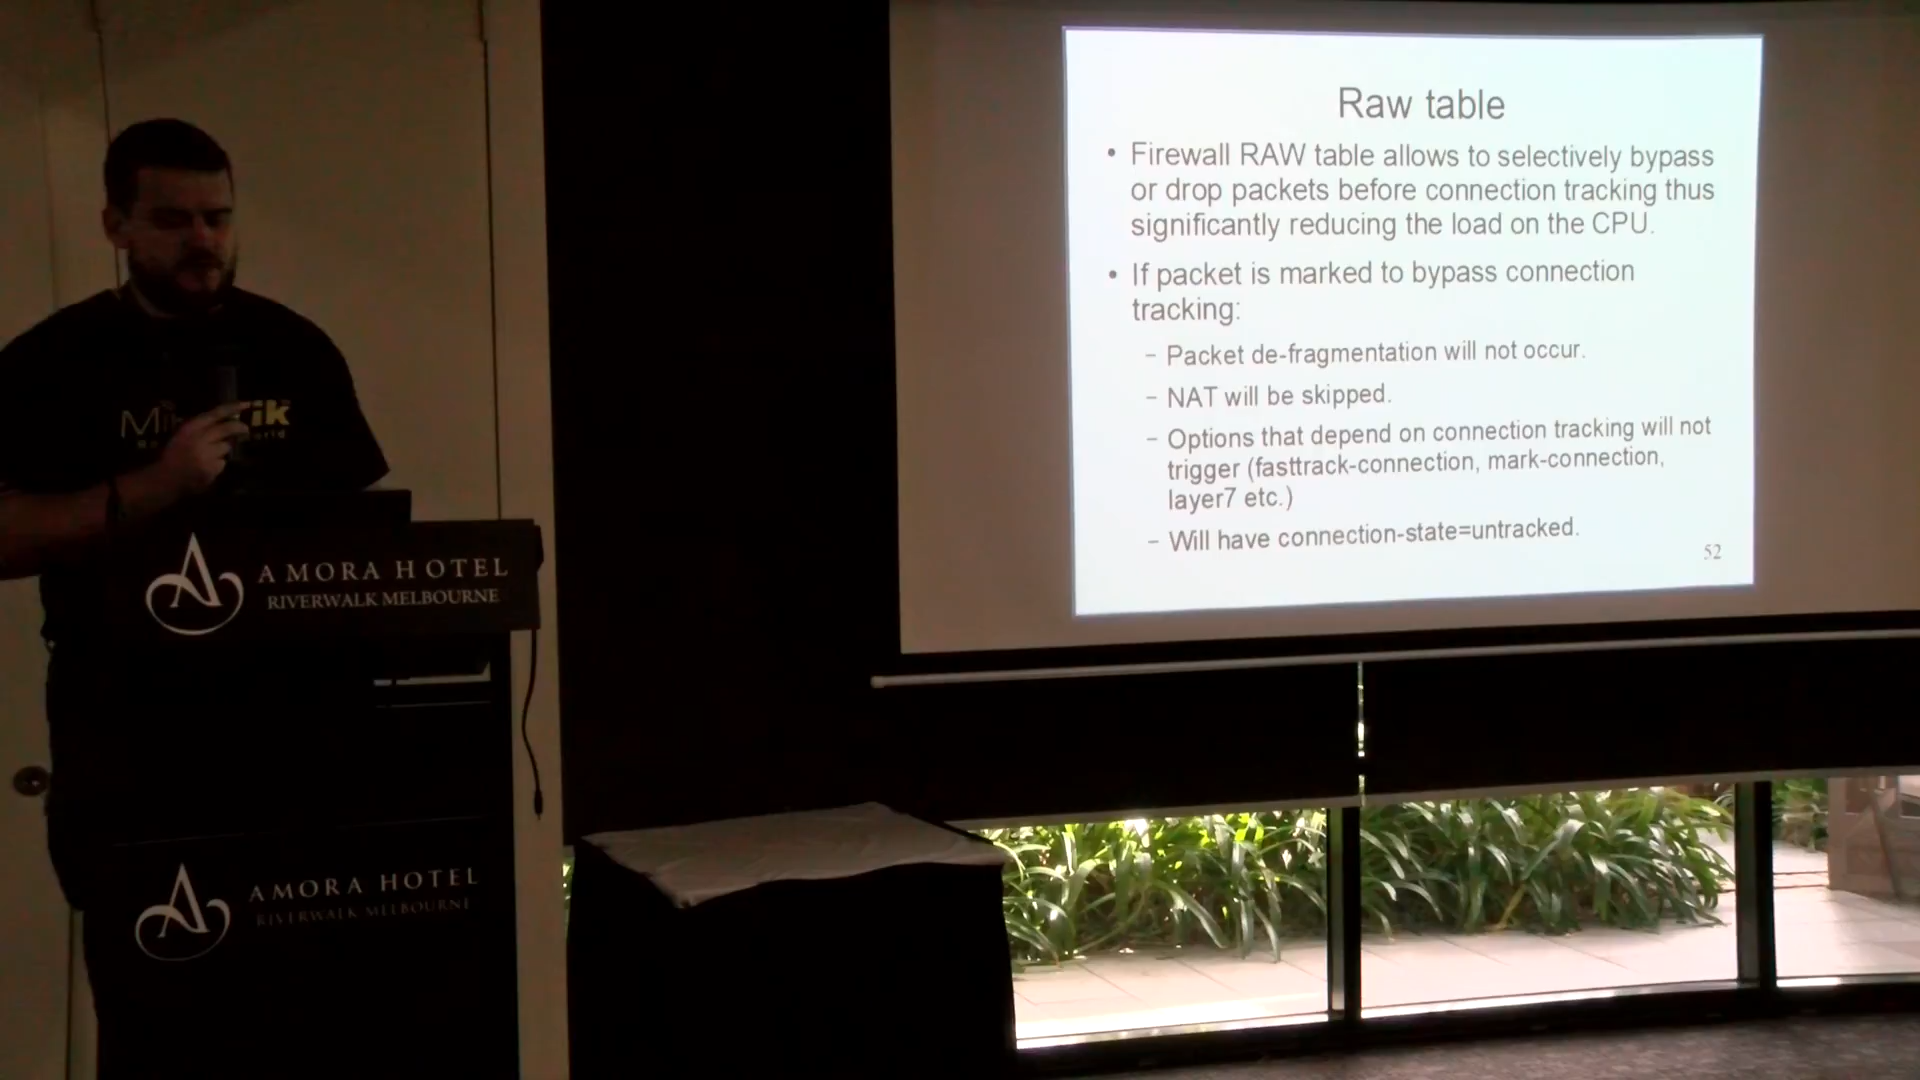 Raw table
• Firewall RAW table allows to selectively bypass
or drop packets before connection tracking thus
significantly reducing the load on the CPU.
• If packet is marked to bypass connection
tracking:
– Packet de-fragmentation will not occur.
– NAT will be skipped.
– Options that depend on connection tracking will not
trigger (fasttrack-connection, mark-connection,
layer7 etc.)
– Will have connection-state=untracked.
52
AMORA HOTEL
RIVERWALK MELBOURNE
AMORA HOTEL
RIVERWALK MELBOURNE